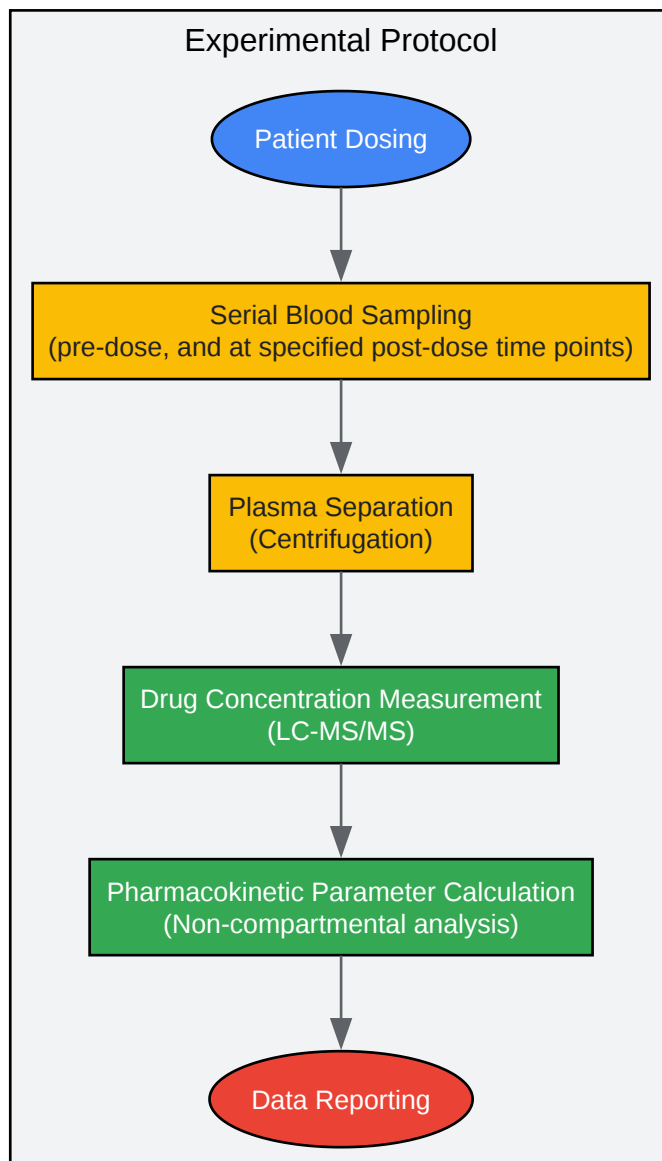 Experimental Protocol
Patient Dosing
Serial Blood Sampling
(pre-dose, and at specified post-dose time points)
Plasma Separation
(Centrifugation)
Drug Concentration Measurement
(LC-MS/MS)
Pharmacokinetic Parameter Calculation
(Non-compartmental analysis)
Data Reporting